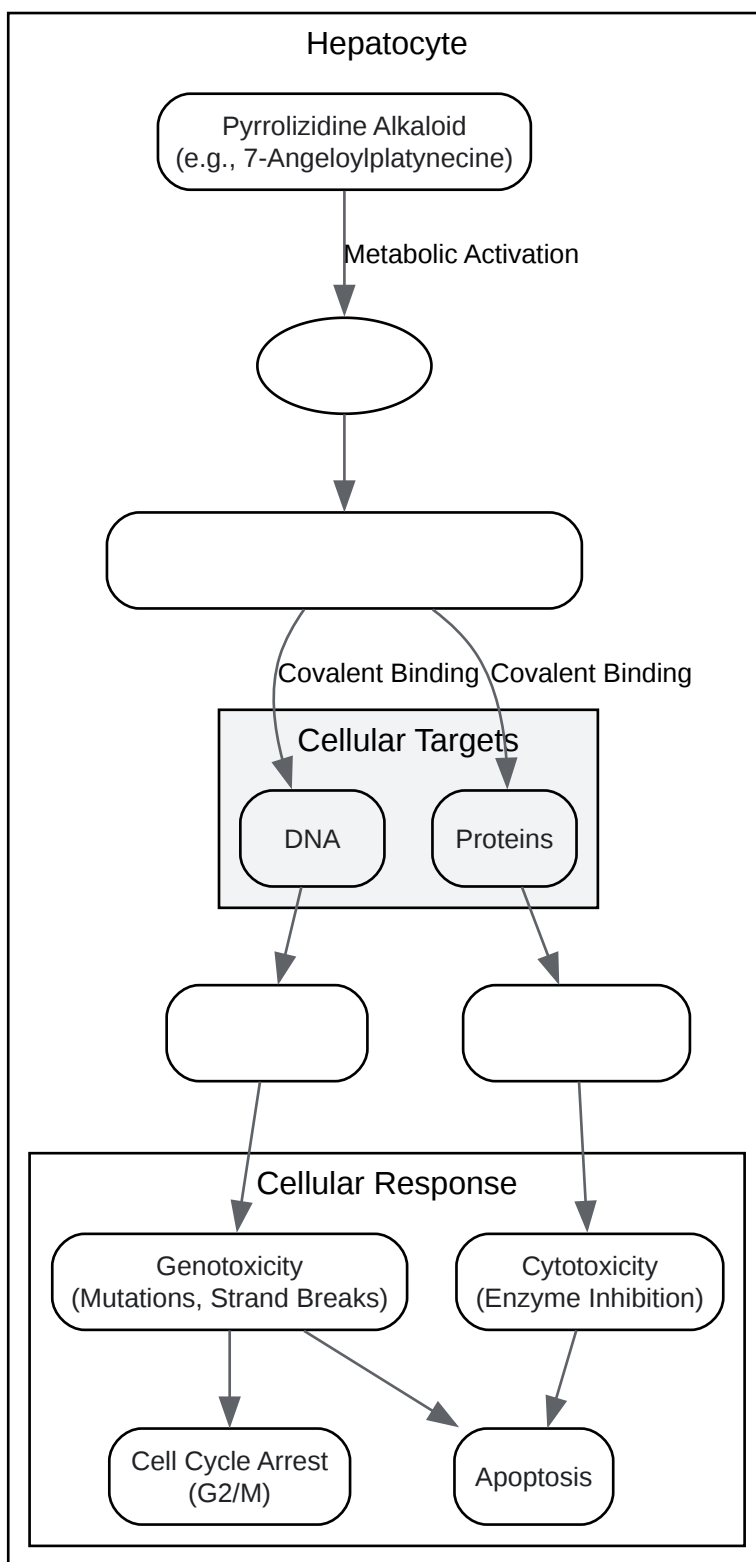 Hepatocyte
Pyrrolizidine Alkaloid
(e.g., 7-Angeloylplatynecine)
Metabolic Activation
Covalent Binding
Covalent Binding
Cellular Targets
DNA
Proteins
Cellular Response
Genotoxicity
(Mutations, Strand Breaks)
Cytotoxicity
(Enzyme Inhibition)
Cell Cycle Arrest
(G2/M)
Apoptosis